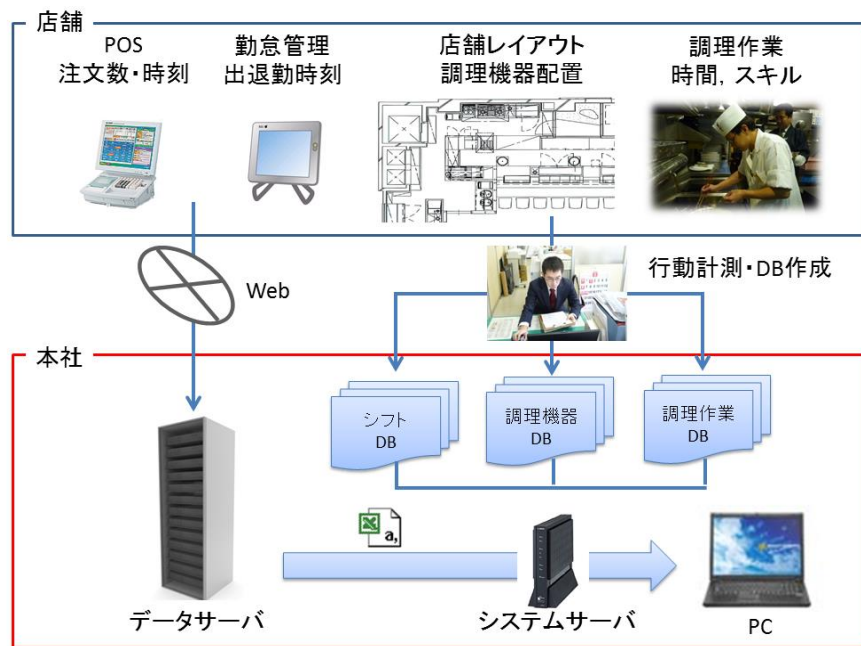 店舗
POS
注文数・時刻
勤怠管理
出退勤時刻
店舗レイアウト
調理機器配置
調理作業
時間, スキル
Web
行動計測・DB作成
本社
シフト
DB
調理機器
DB
調理作業
DB
a,
データサーバ
システムサーバ
PC